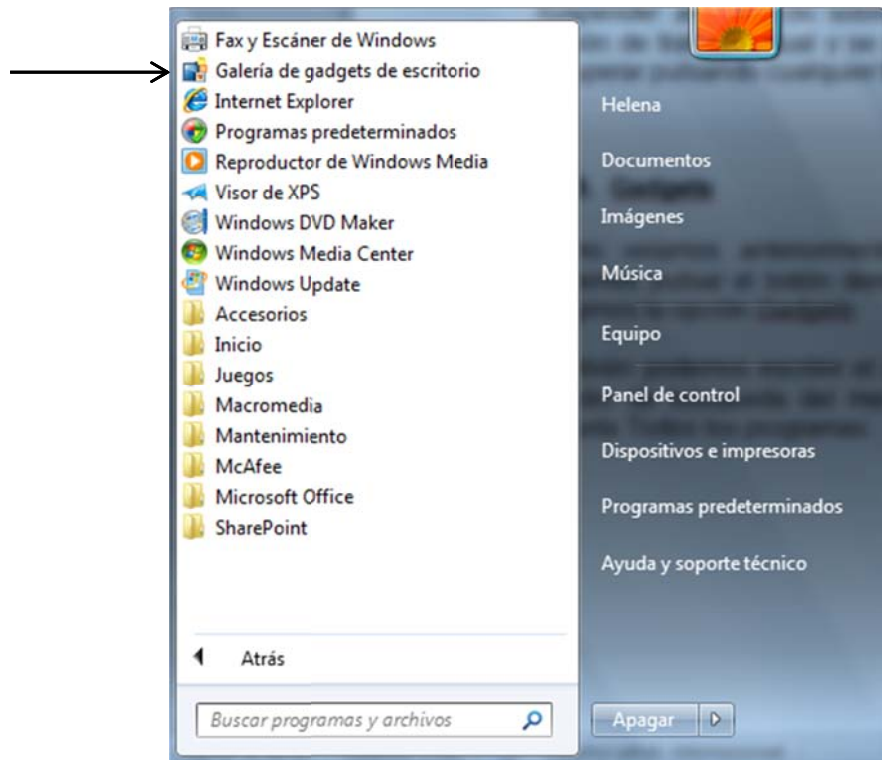 Fax y Escáner de Windows
Galería de gadgets de escritorio
Internet Explorer
Programas predeterminados
Reproductor de Windows Media
Visor de XPS
Windows DVD Maker
Windows Media Center
Windows Update
Accesorios
Inicio
Juegos
Macromedia
Mantenimiento
McAfee
Microsoft Office
SharePoint
Atrás
Buscar programas y archivos
Helena
Documentos
Imágenes
Música
Equipo
Panel de control
Dispositivos e impresoras
Programas predeterminados
Ayuda y soporte técnico
Apagar